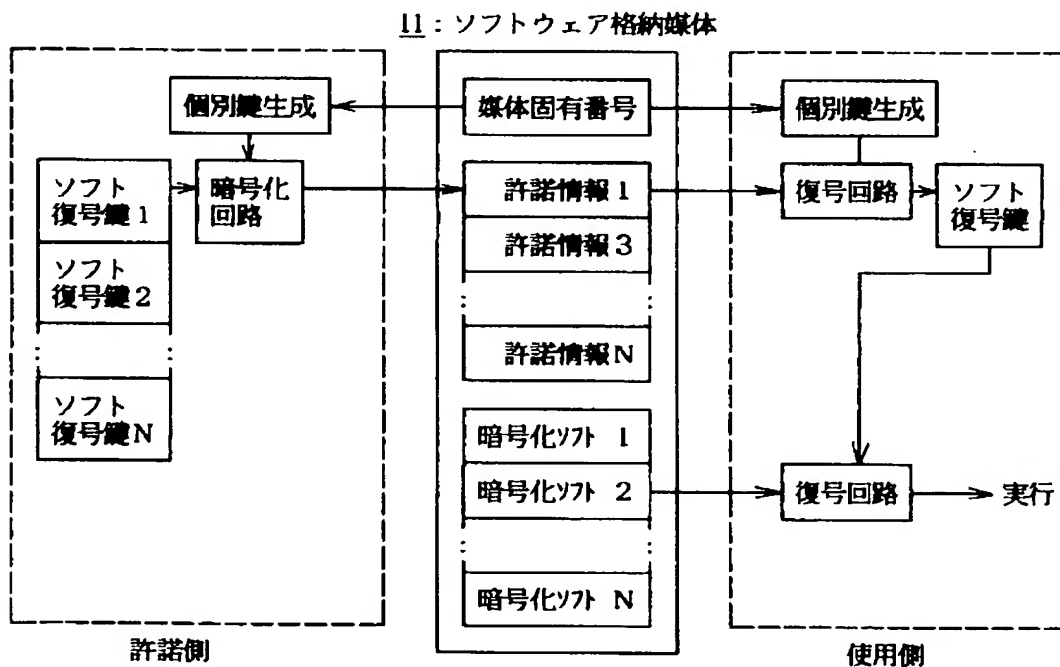 11：ソフトウェア格納媒体
個別鍵生成
ソフト
復号鍵1
暗号化
回路
ソフト
復号鍵2
⋮
⋮
ソフト
復号鍵N
許諾側
媒体固有番号
許諾情報1
許諾情報3
⋮
⋮
許諾情報N
暗号化ソフト 1
暗号化ソフト 2
⋮
⋮
暗号化ソフト N
個別鍵生成
復号回路
ソフト
復号鍵
復号回路
実行
使用側